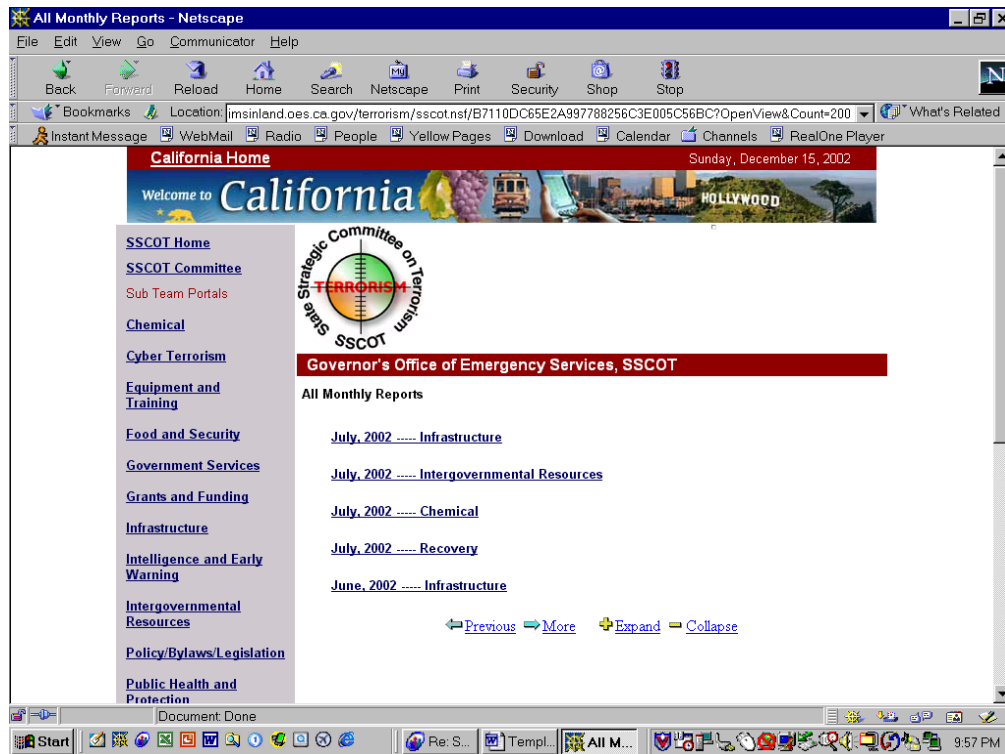 All Monthly Reports - Netscape
File Edit View Go Communicator Help
Back Forward Reload Home Search Netscape Print Security Shop Stop
My
N
Bookmarks Location: imsinland.oes.ca.gov/terrorism/sscot.nsf/B7110DC65E2A997788256C3E005C56BC?OpenView&Count=200 What's Related
Instant Message WebMail Radio People Yellow Pages Download Calendar Channels RealOne Player
California Home Sunday, December 15, 2002
Welcome to California
HOLLYWOOD
SSCOT Home
SSCOT Committee
Sub Team Portals
Chemical
Cyber Terrorism
Equipment and
Training
Food and Security
Government Services
Grants and Funding
Infrastructure
Intelligence and Early
Warning
Intergovernmental
Resources
Policy/Bylaws/Legislation
Public Health and
Protection
State Strategic Committee on Terrorism
TERRORISM
SSCOT
Governor's Office of Emergency Services, SSCOT
All Monthly Reports
July, 2002 ----- Infrastructure
July, 2002 ----- Intergovernmental Resources
July, 2002 ----- Chemical
July, 2002 ----- Recovery
June, 2002 ----- Infrastructure
Previous More Expand Collapse
Document: Done
Start Re: S... Templ... All M... 9:57 PM